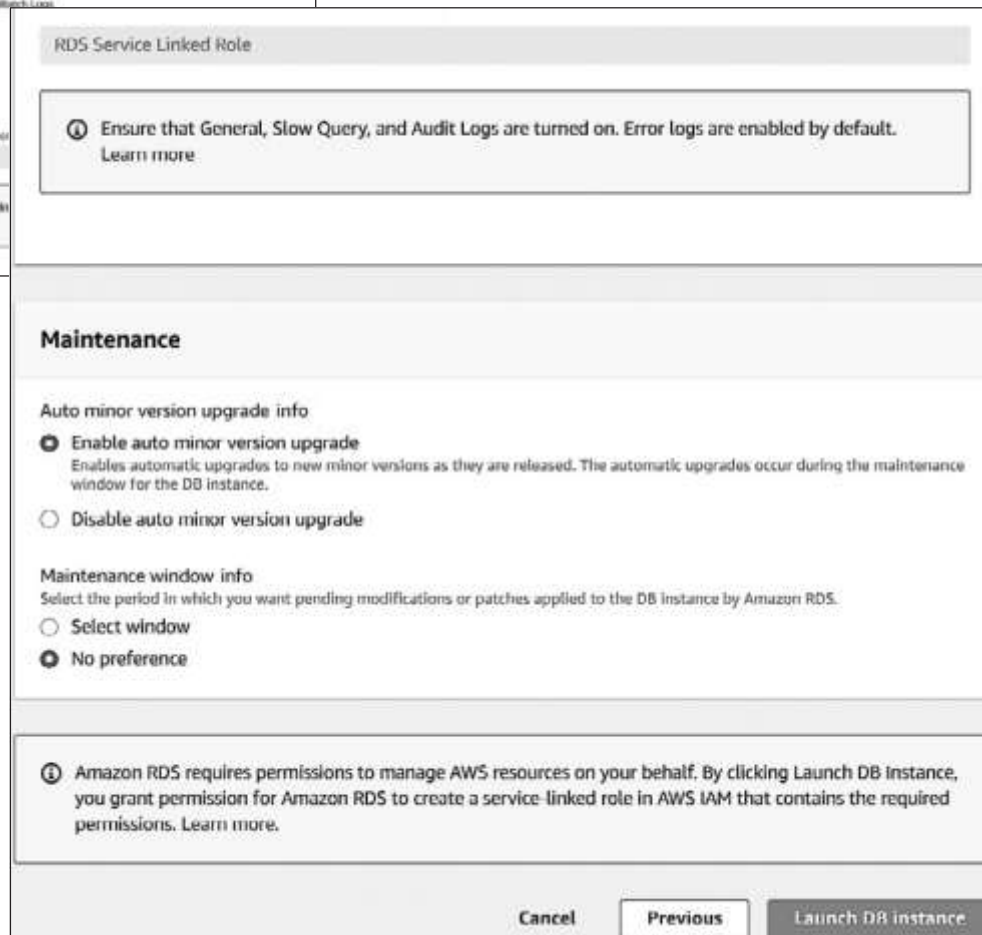 RDS Service Linked Role
Ensure that General, Slow Query, and Audit Logs are turned on. Error logs are enabled by default.
Learn more
Maintenance
Auto minor version upgrade info
Enable auto minor version upgrade
Enables automatic upgrades to new minor versions as they are released. The automatic upgrades occur during the maintenance
window for the DB instance.
Disable auto minor version upgrade
Maintenance window info
Select the period in which you want pending modifications or patches applied to the DB instance by Amazon RDS.
Select window
No preference
Amazon RDS requires permissions to manage AWS resources on your behalf. By clicking Launch DB Instance,
you grant permission for Amazon RDS to create a service-linked role in AWS IAM that contains the required
permissions. Learn more.
Cancel Previous Launch DB instance